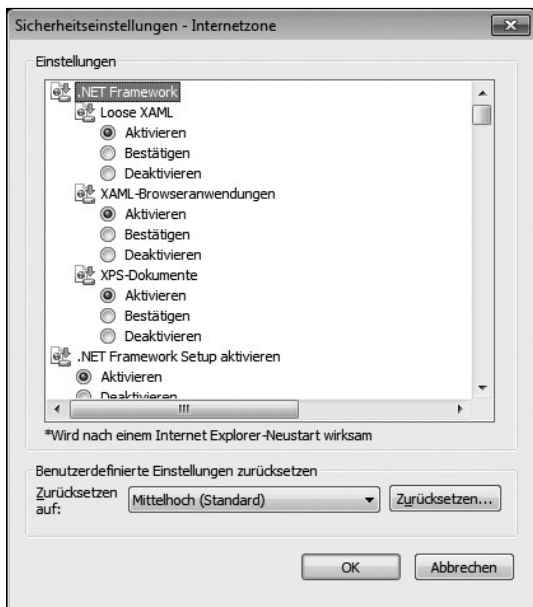 Sicherheitseinstellungen - Internetzone
Einstellungen
.NET Framework
Loose XAML
Aktivieren
Bestätigen
Deaktivieren
XAML-Browseranwendungen
Aktivieren
Bestätigen
Deaktivieren
XPS-Dokumente
Aktivieren
Bestätigen
Deaktivieren
.NET Framework Setup aktivieren
Aktivieren
Deaktivieren
*Wird nach einem Internet Explorer-Neustart wirksam
Benutzerdefinierte Einstellungen zurücksetzen
Zurücksetzen auf:
Mittelhoch (Standard)
Zurücksetzen...
OK
Abbrechen